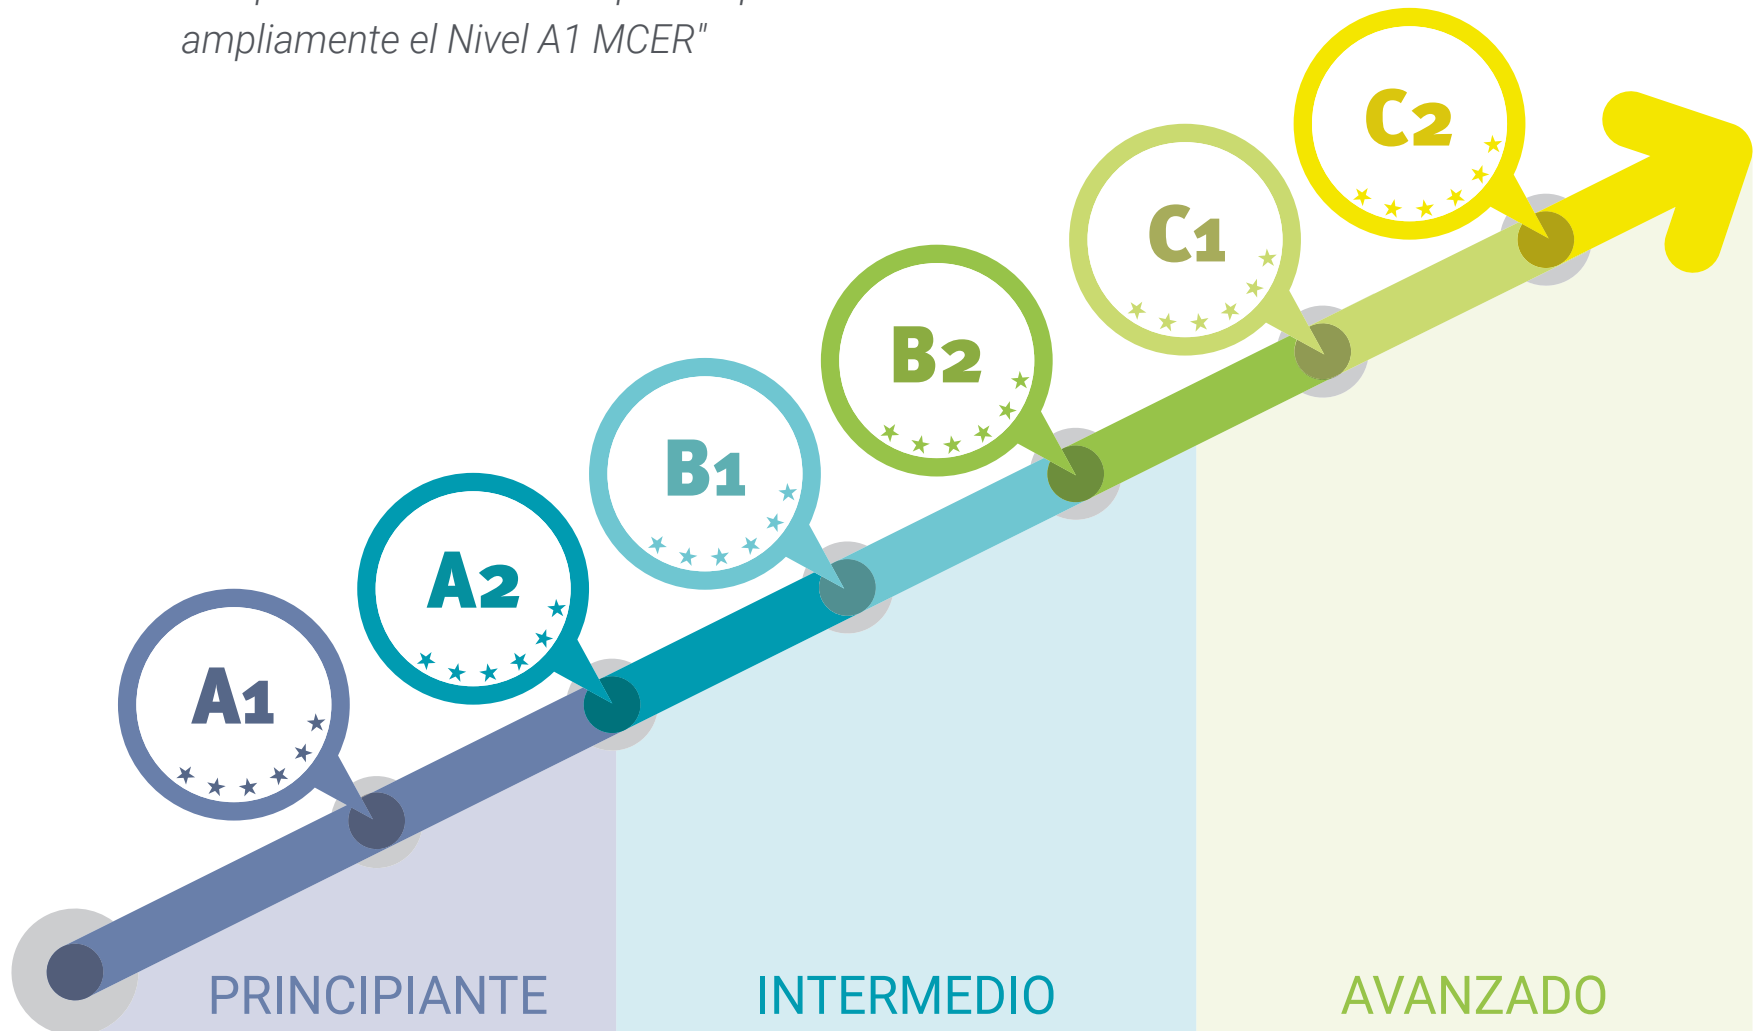 ampliamente el Nivel A1 MCER"
C2
C1
B2
B1
A2
A1
PRINCIPIANTE
INTERMEDIO
AVANZADO